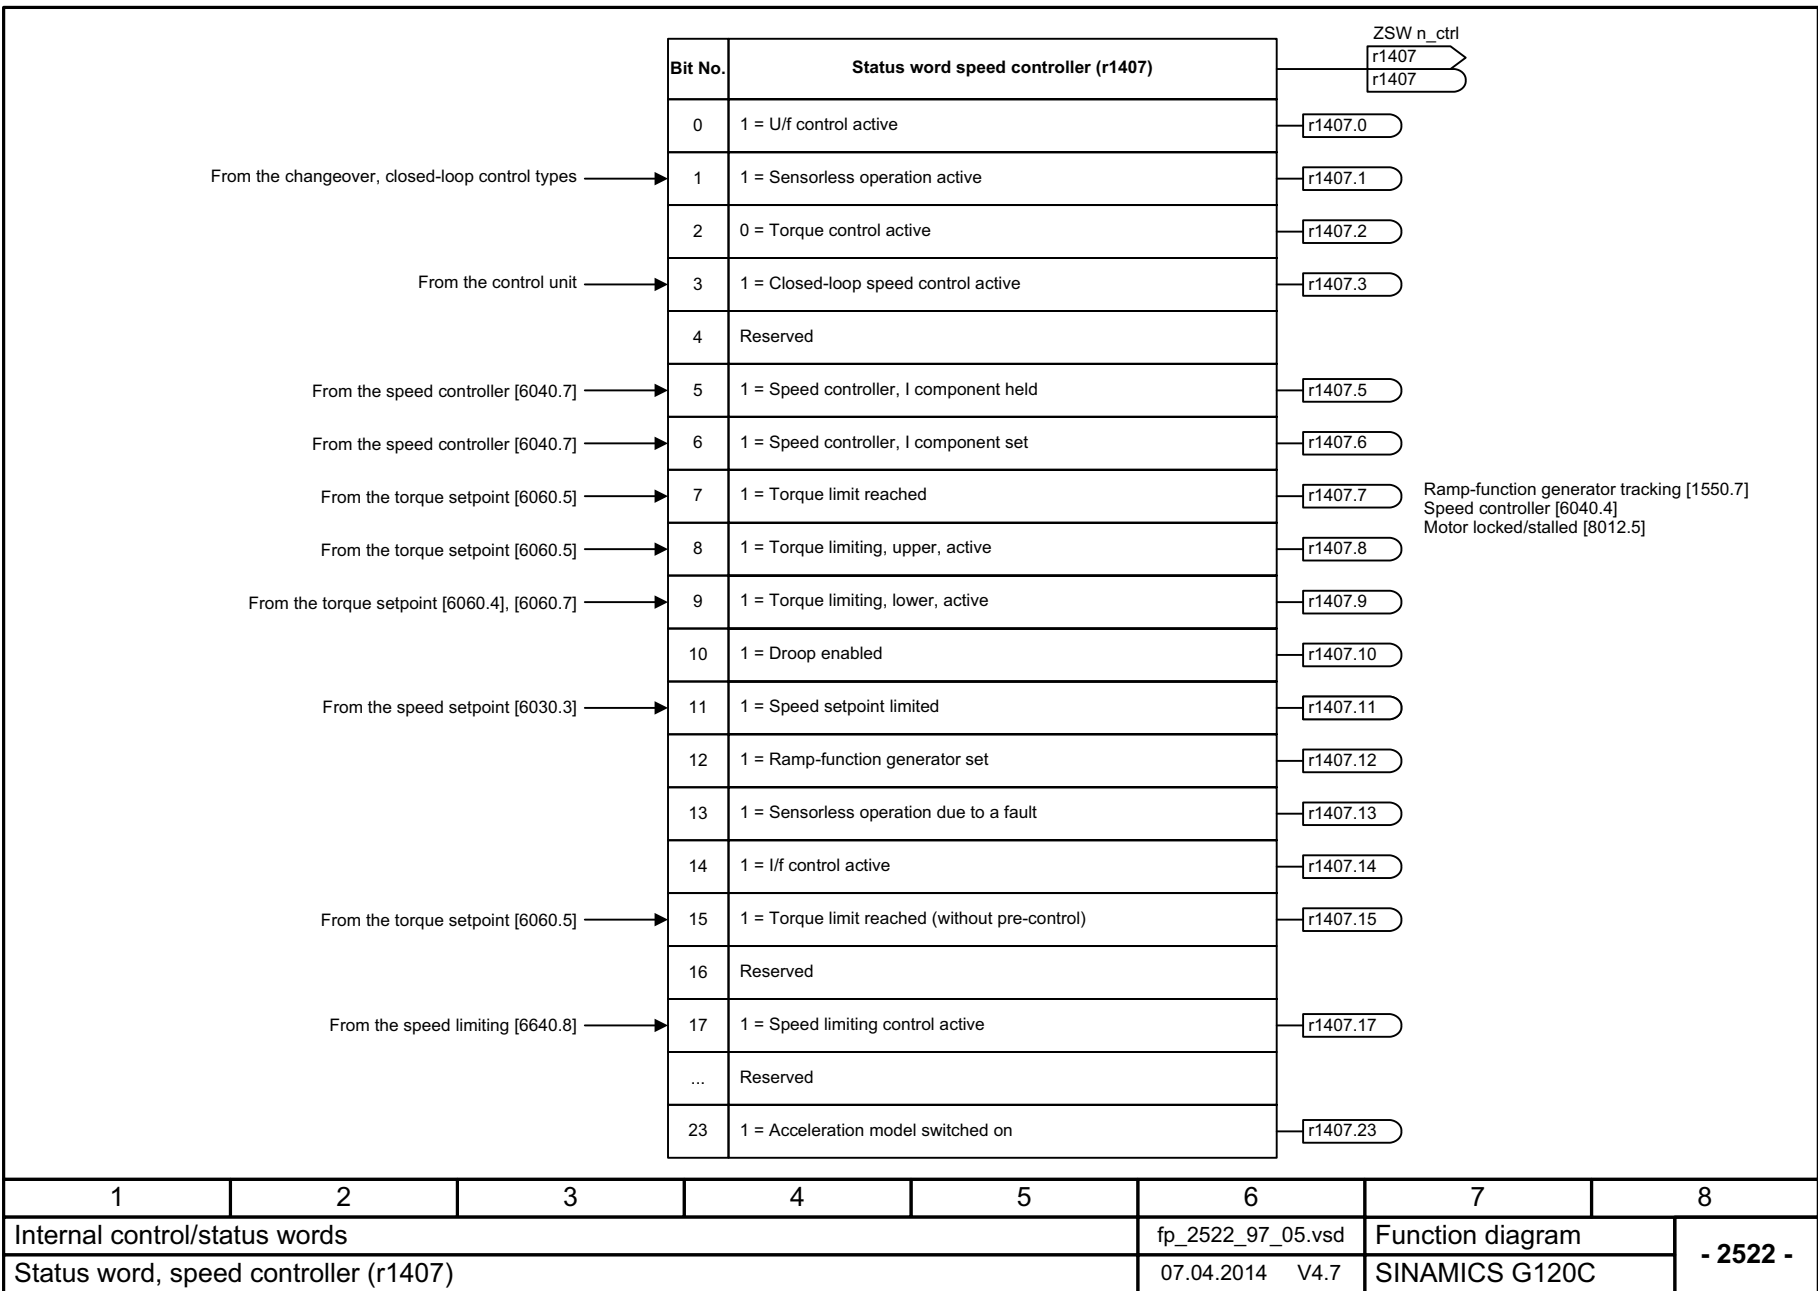 ZSW n_ctrl
Bit No. Status word speed controller (r1407) r1407
r1407
0 1 = U/f control active r1407.0
From the changeover, closed-loop control types 1 1 = Sensorless operation active r1407.1
2 0 = Torque control active r1407.2
From the control unit 3 1 = Closed-loop speed control active r1407.3
4 Reserved
From the speed controller [6040.7] 5 1 = Speed controller, I component held r1407.5
From the speed controller [6040.7] 6 1 = Speed controller, I component set r1407.6
From the torque setpoint [6060.5] 7 1 = Torque limit reached r1407.7 Ramp-function generator tracking [1550.7]
Speed controller [6040.4]
Motor locked/stalled [8012.5]
From the torque setpoint [6060.5] 8 1 = Torque limiting, upper, active r1407.8
From the torque setpoint [6060.4], [6060.7] 9 1 = Torque limiting, lower, active r1407.9
10 1 = Droop enabled r1407.10
From the speed setpoint [6030.3] 11 1 = Speed setpoint limited r1407.11
12 1 = Ramp-function generator set r1407.12
13 1 = Sensorless operation due to a fault r1407.13
14 1 = I/f control active r1407.14
From the torque setpoint [6060.5] 15 1 = Torque limit reached (without pre-control) r1407.15
16 Reserved
From the speed limiting [6640.8] 17 1 = Speed limiting control active r1407.17
... Reserved
23 1 = Acceleration model switched on r1407.23
1 2 3 4 5 6 7 8
Internal control/status words fp_2522_97_05.vsd Function diagram - 2522 -
Status word, speed controller (r1407) 07.04.2014 V4.7 SINAMICS G120C